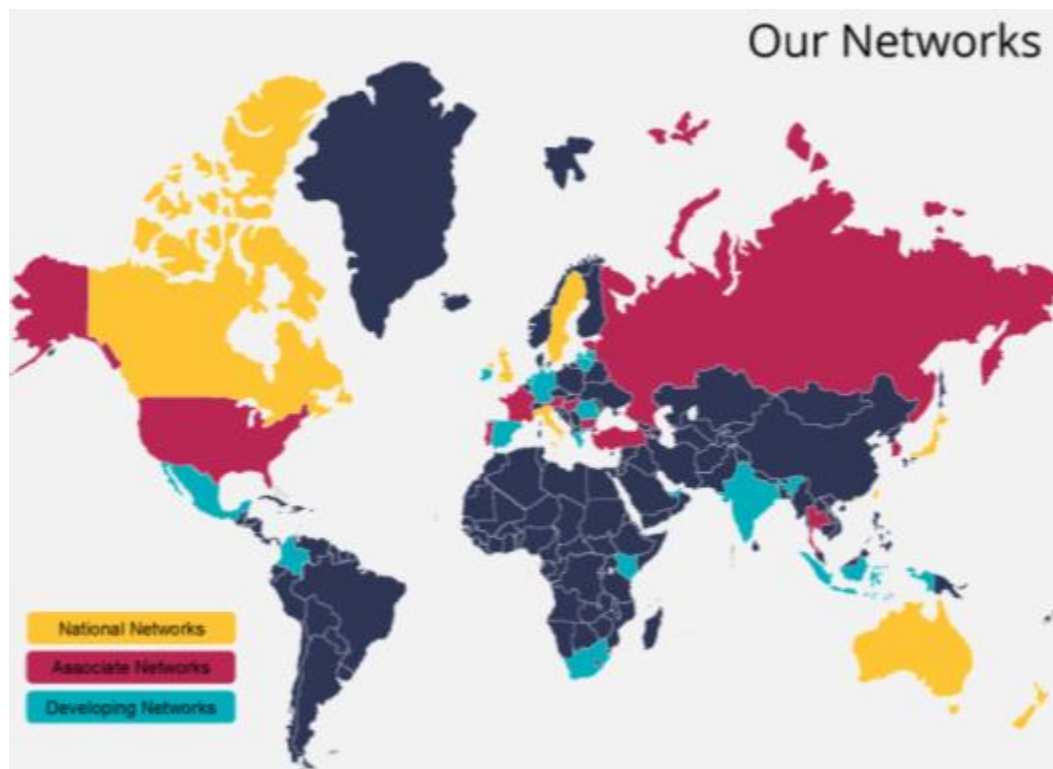 Our Networks
National Networks
Associate Networks
Developing Networks